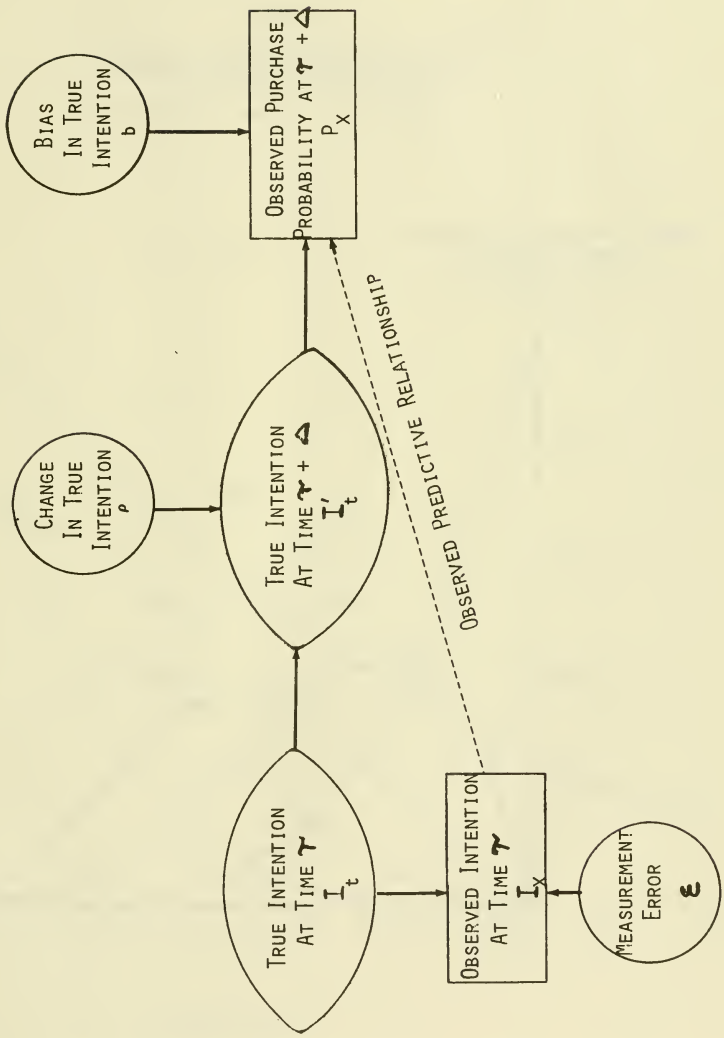 TRUE INTENTION
AT TIME τ
I_t
OBSERVED INTENTION
AT TIME τ
I_x
MEASUREMENT
ERROR
ε
CHANGE
IN TRUE
INTENTION
ρ
TRUE INTENTION
AT TIME τ + Δ
I'_t
BIAS
IN TRUE
INTENTION
b
OBSERVED PURCHASE
PROBABILITY AT τ + Δ
P_X
OBSERVED PREDICTIVE RELATIONSHIP